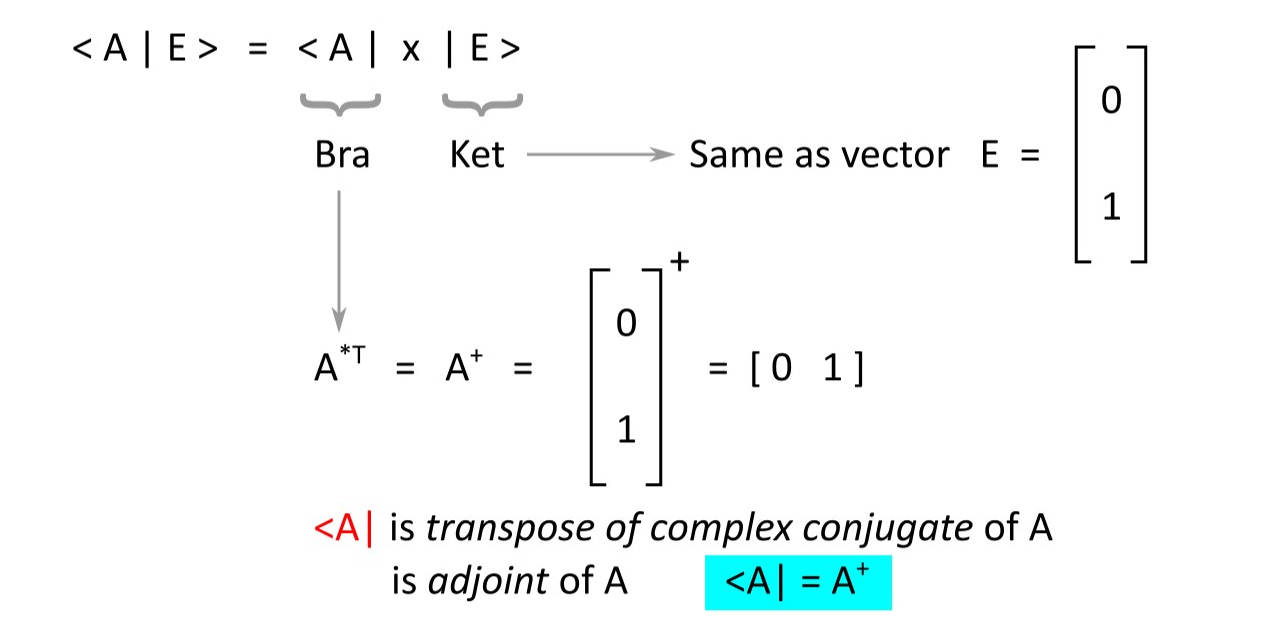 < A | E > = < A | x | E >
Bra Ket Same as vector E = [ 0 1 ]
A*T = A+ = [ 0 1 ]+ = [ 0 1 ]
<A| is transpose of complex conjugate of A
is adjoint of A <A| = A+